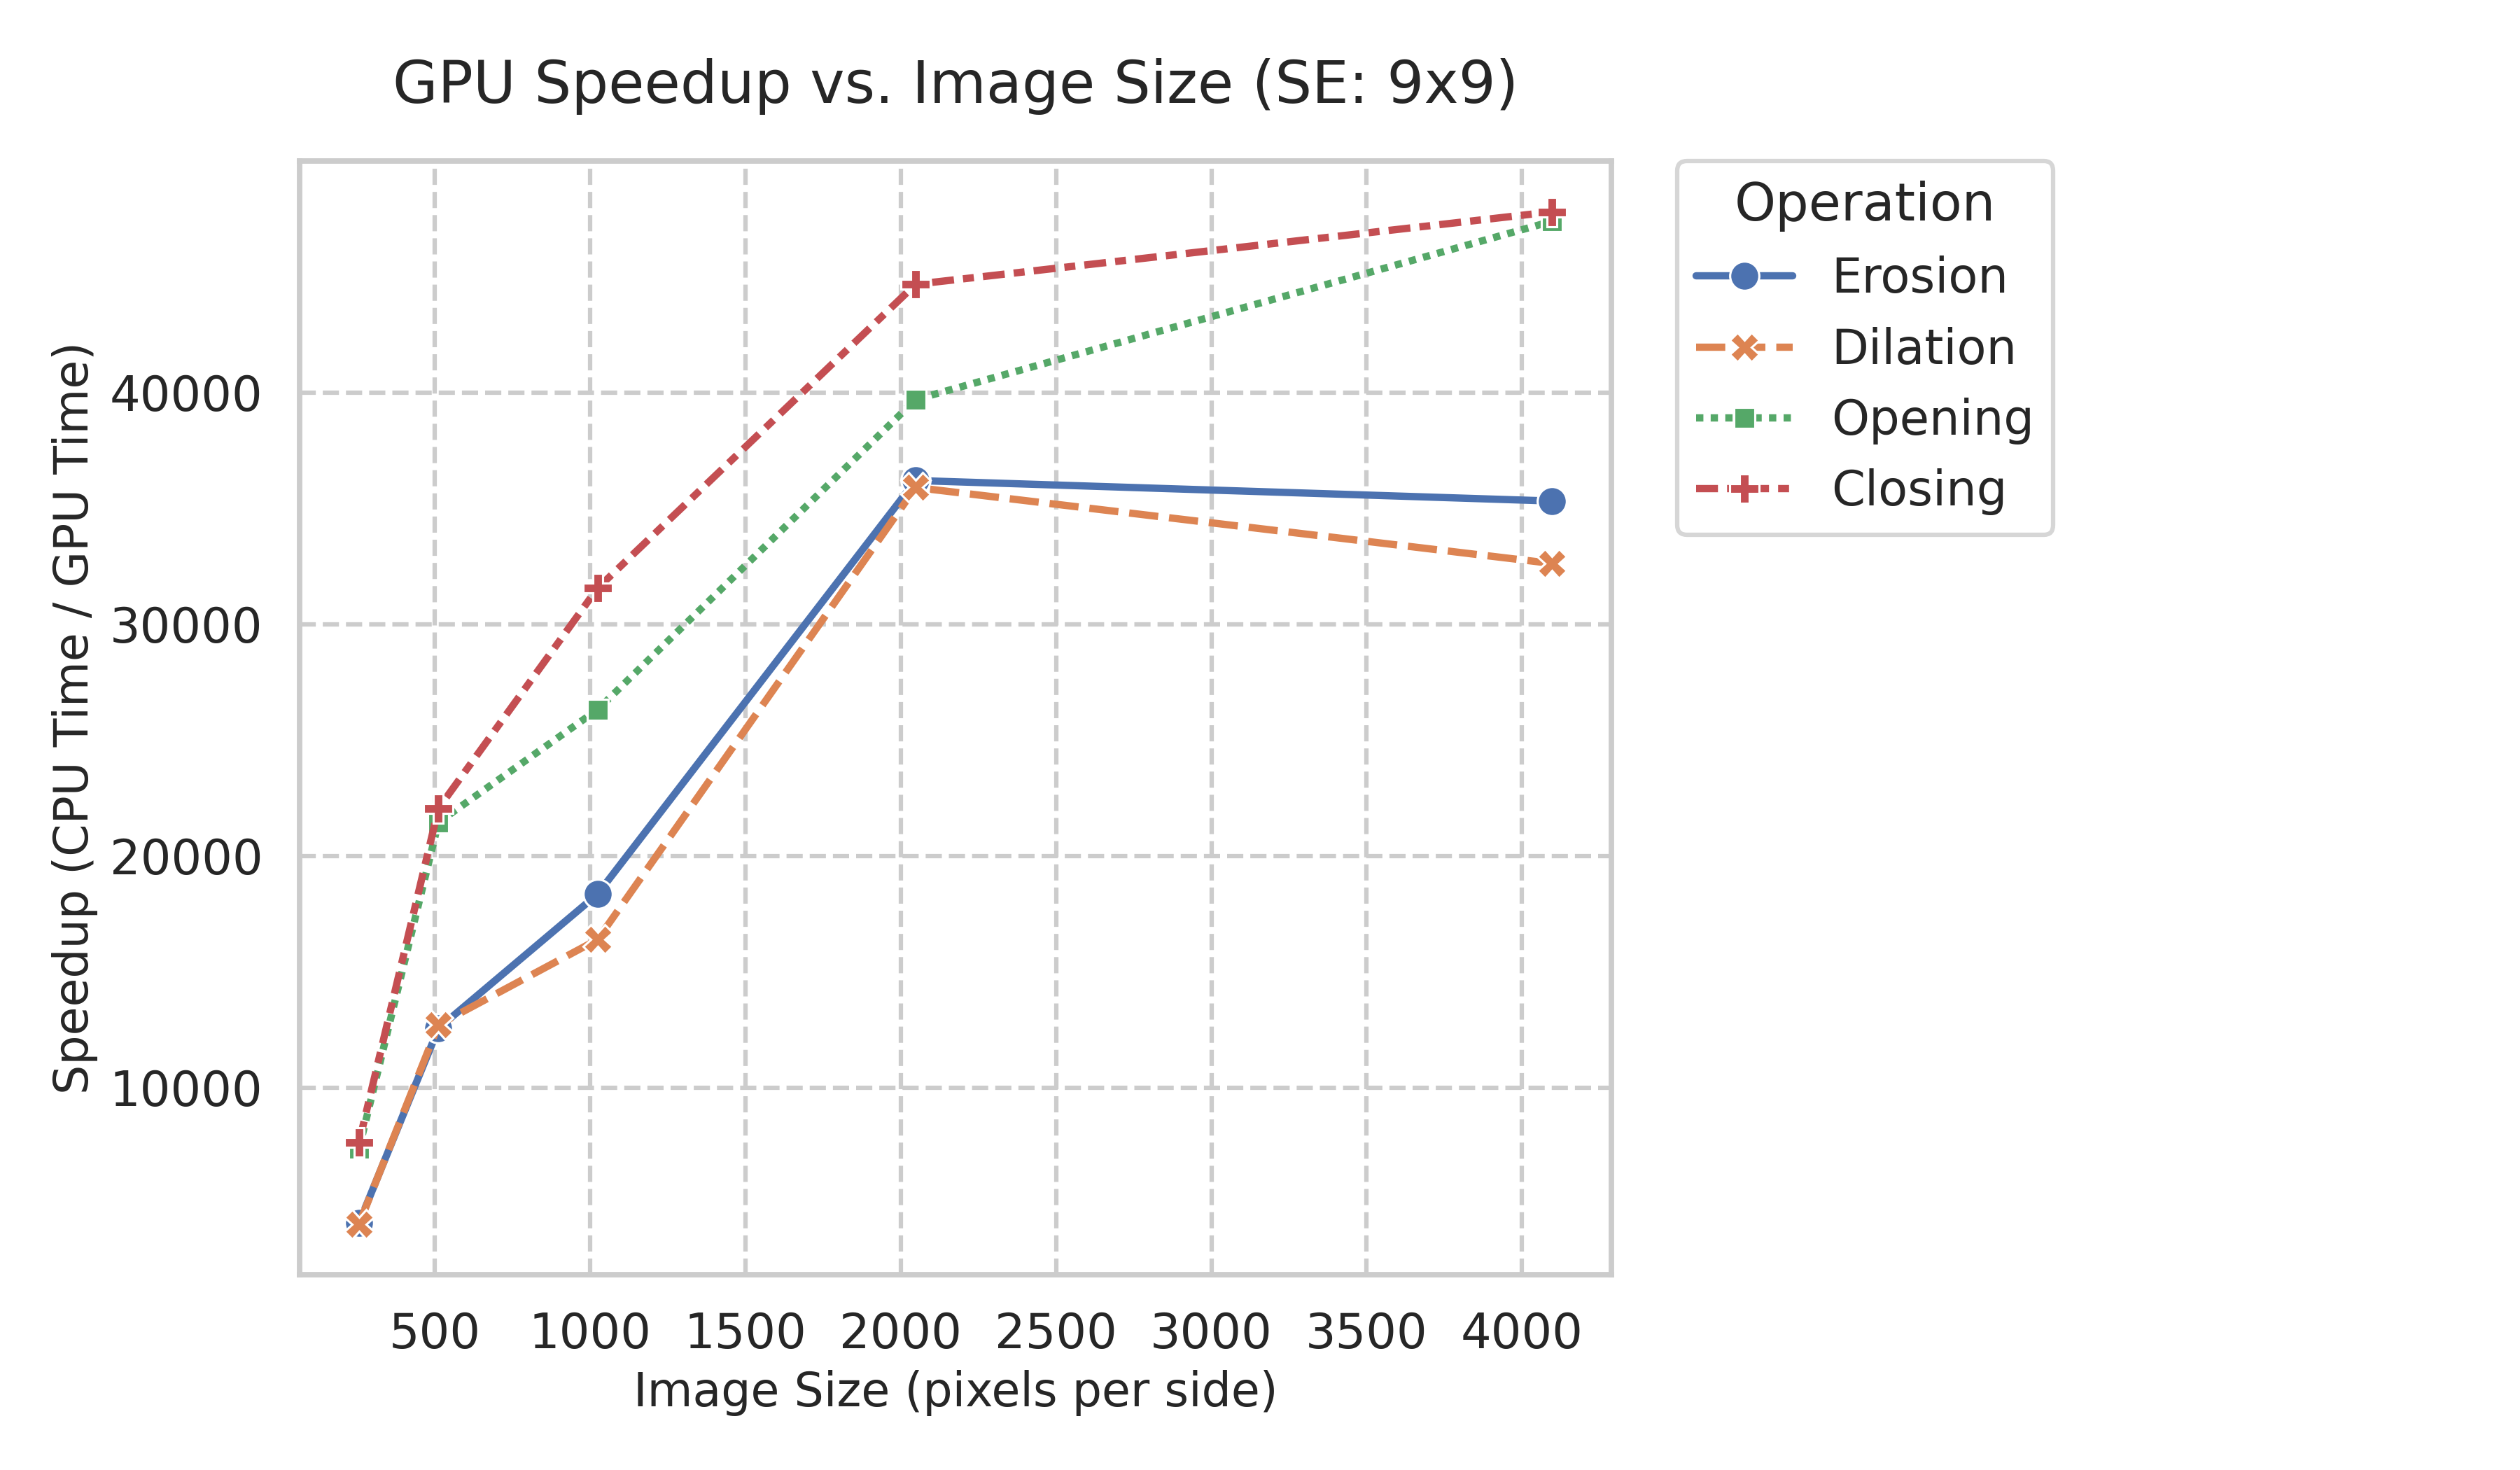 GPU Speedup vs. Image Size (SE: 9x9)
Speedup (CPU Time / GPU Time)
40000
30000
20000
10000
500 1000 1500 2000 2500 3000 3500 4000
Image Size (pixels per side)
Operation
Erosion
Dilation
Opening
Closing